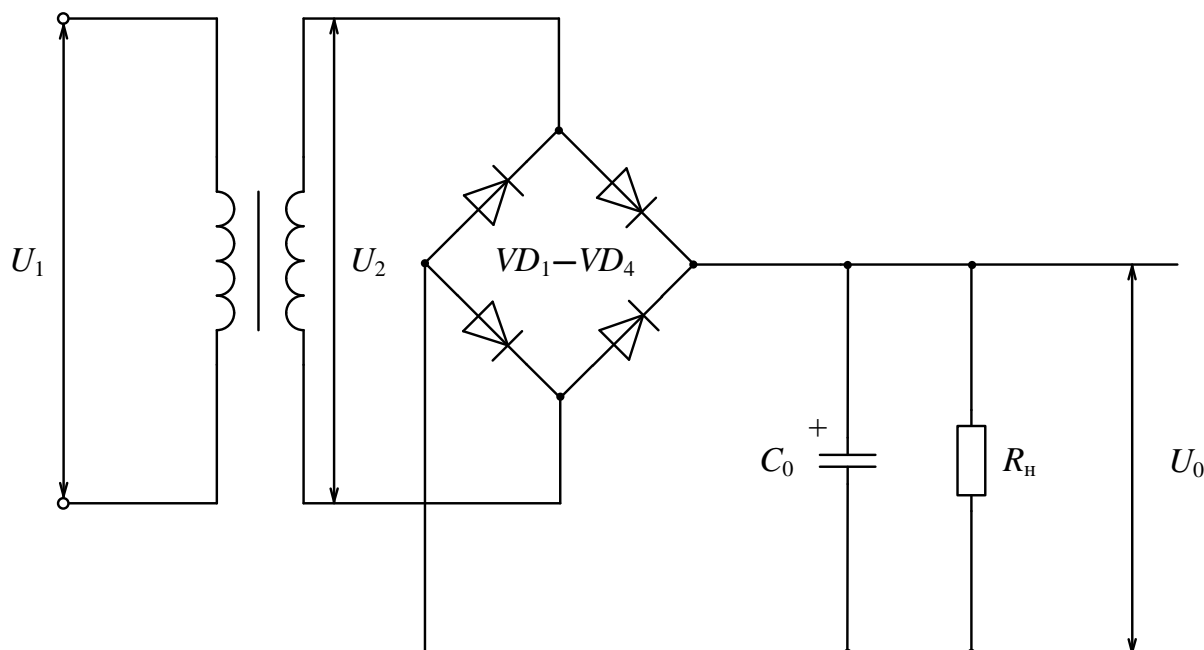 U₁
U₂
VD₁–VD₄
+
C₀
Rн
U₀